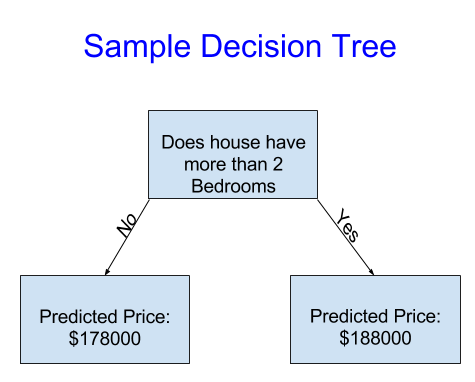 Sample Decision Tree
Does house have
more than 2
Bedrooms
No
Yes
Predicted Price:
$178000
Predicted Price:
$188000